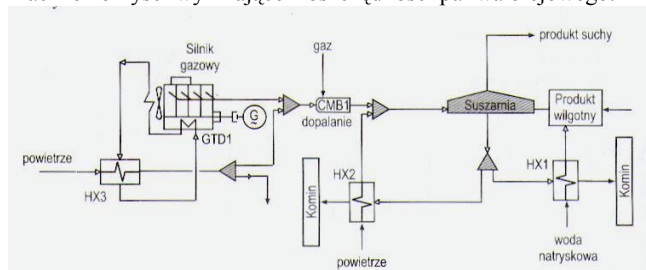 produkt suchy
gaz
Silnik
gazowy
CMB1
dopalanie
Suszarnia
Produkt
wilgotny
G
~
GTD1
powietrze
HX3
HX2
HX1
Komin
Komin
powietrze
woda
natryskowa